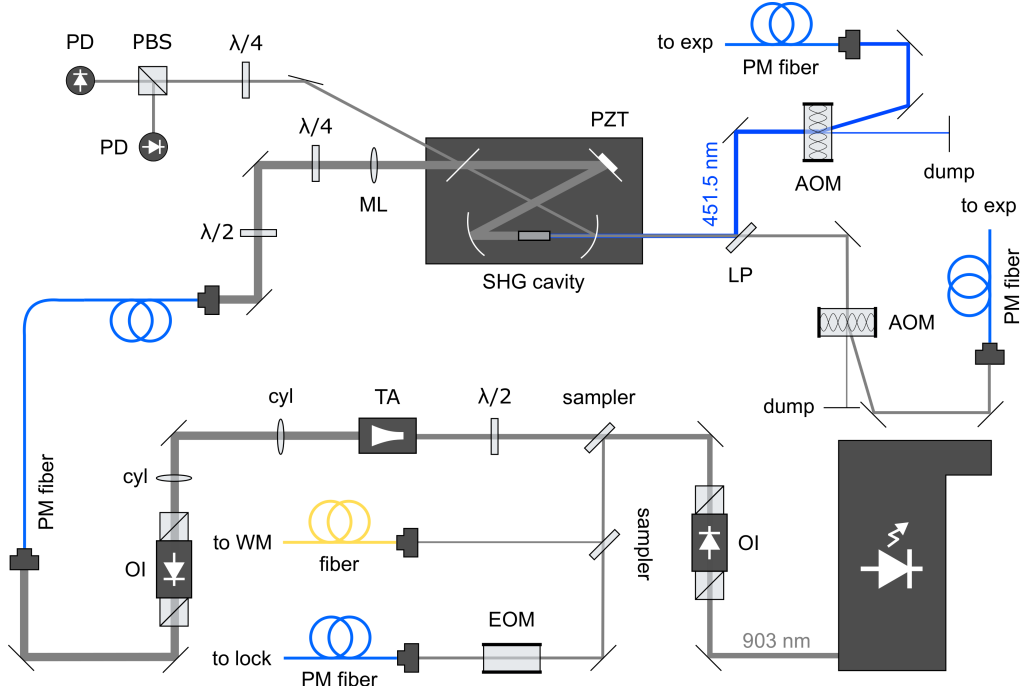 PD
PBS
λ/4
to exp
PM fiber
PD
λ/4
PZT
AOM
dump
ML
451.5 nm
to exp
λ/2
SHG cavity
LP
PM fiber
AOM
dump
cyl
TA
λ/2
sampler
cyl
PM fiber
to WM
fiber
sampler
OI
OI
EOM
to lock
PM fiber
903 nm